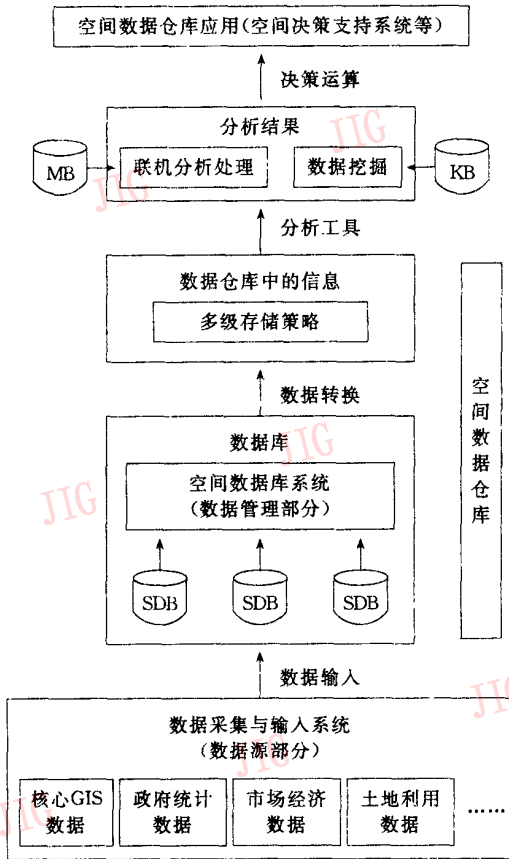 空间数据仓库应用(空间决策支持系统等)
决策运算
分析结果
MB
联机分析处理
数据挖掘
KB
分析工具
数据仓库中的信息
多级存储策略
数据转换
数据库
空间数据库系统
(数据管理部分)
SDB
SDB
SDB
空间数据仓库
数据输入
数据采集与输入系统
(数据源部分)
核心GIS
数据
政府统计
数据
市场经济
数据
土地利用
数据
……
JIG
JIG
JIG
JIG
JIG
JIG
JIG